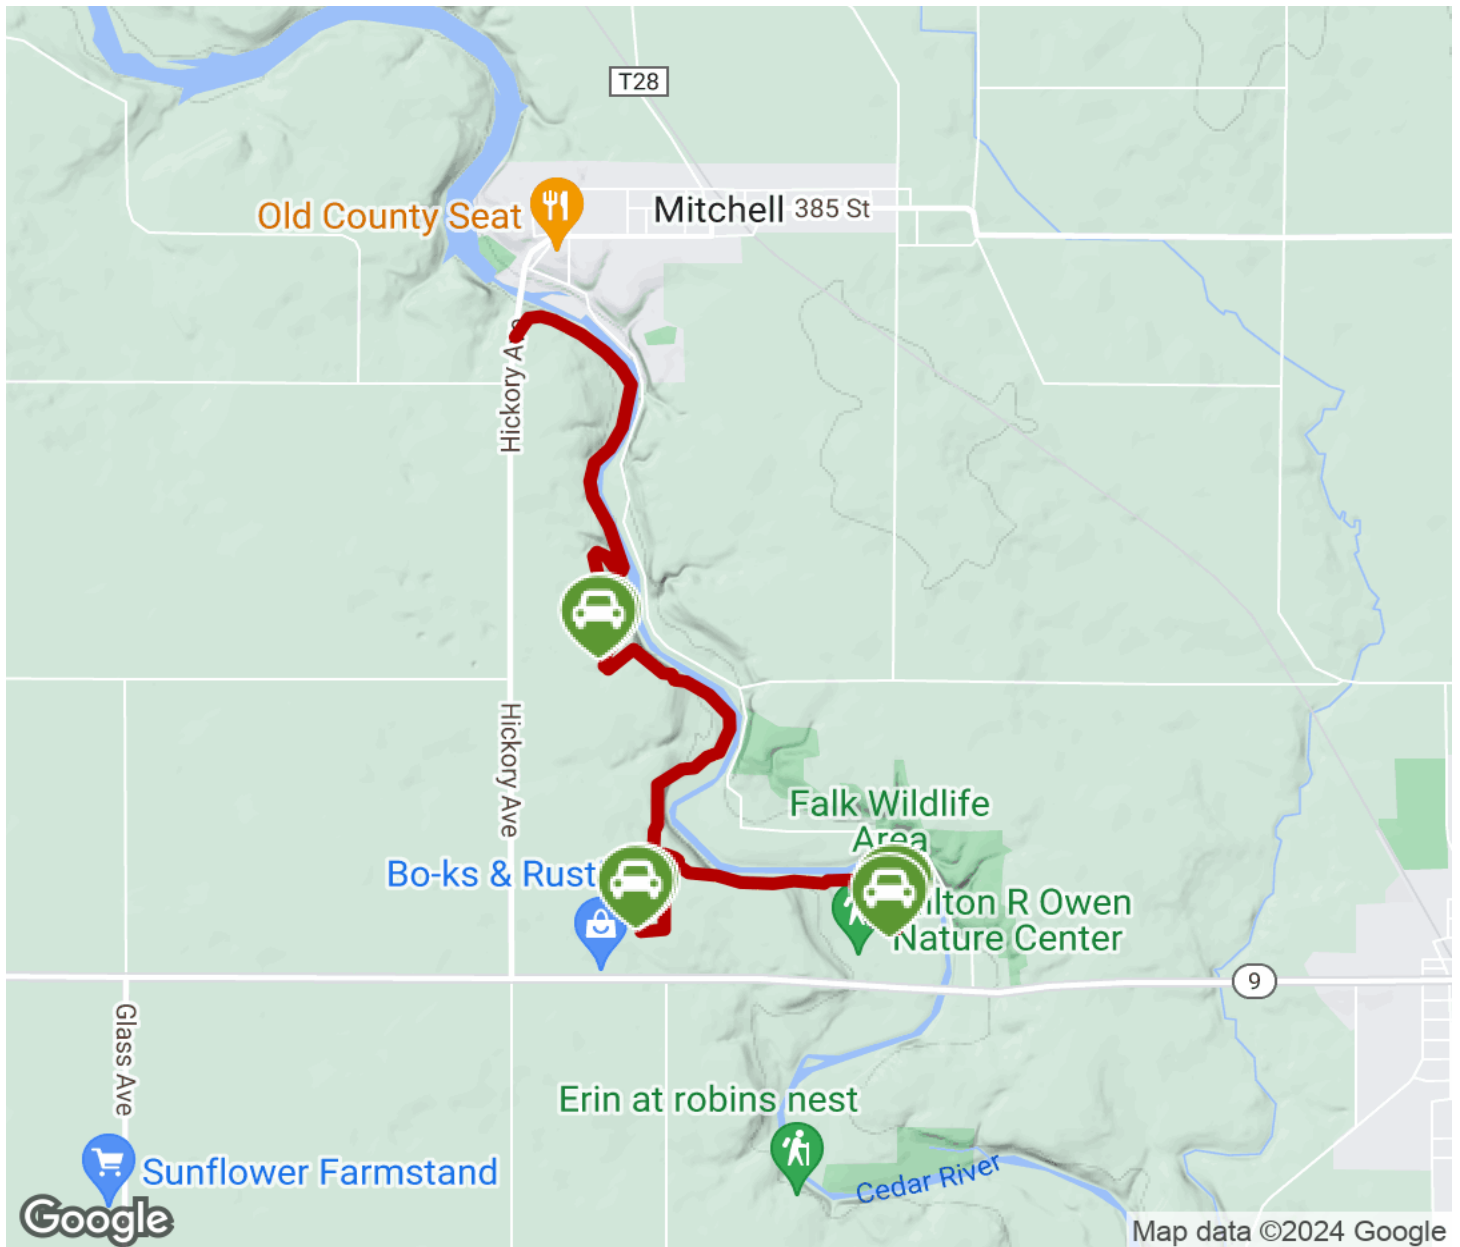 T28
Old County Seat
Mitchell
385 St
Hickory A
Hickory Ave
Falk Wildlife
Area
Bo-ks & Rust
ilton R Owen
Nature Center
9
Glass Ave
Erin at robins nest
Sunflower Farmstand
Cedar River
Google
Map data ©2024 Google